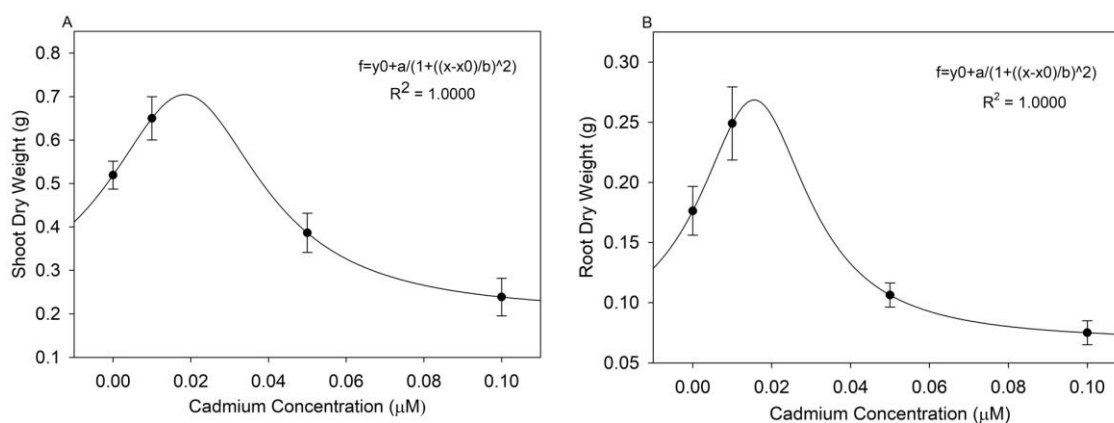 A
0.8
0.7
0.6
0.5
0.4
0.3
0.2
0.1
Shoot Dry Weight (g)
f=y0+a/(1+((x-x0)/b)^2)
R² = 1.0000
0.00 0.02 0.04 0.06 0.08 0.10
Cadmium Concentration (μM)
B
0.30
0.25
0.20
0.15
0.10
0.05
Root Dry Weight (g)
f=y0+a/(1+((x-x0)/b)^2)
R² = 1.0000
0.00 0.02 0.04 0.06 0.08 0.10
Cadmium Concentration (μM)